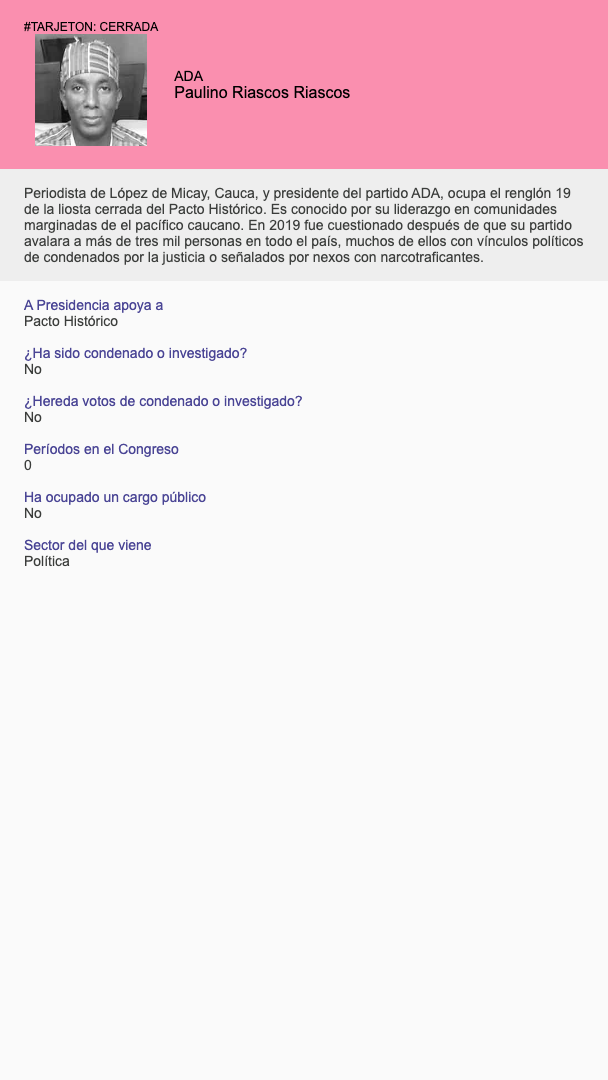 #TARJETON: CERRADA
ADA
Paulino Riascos Riascos
Periodista de López de Micay, Cauca, y presidente del partido ADA, ocupa el renglón 19
de la liosta cerrada del Pacto Histórico. Es conocido por su liderazgo en comunidades
marginadas de el pacífico caucano. En 2019 fue cuestionado después de que su partido
avalara a más de tres mil personas en todo el país, muchos de ellos con vínculos políticos
de condenados por la justicia o señalados por nexos con narcotraficantes.
A Presidencia apoya a
Pacto Histórico
¿Ha sido condenado o investigado?
No
¿Hereda votos de condenado o investigado?
No
Períodos en el Congreso
0
Ha ocupado un cargo público
No
Sector del que viene
Política